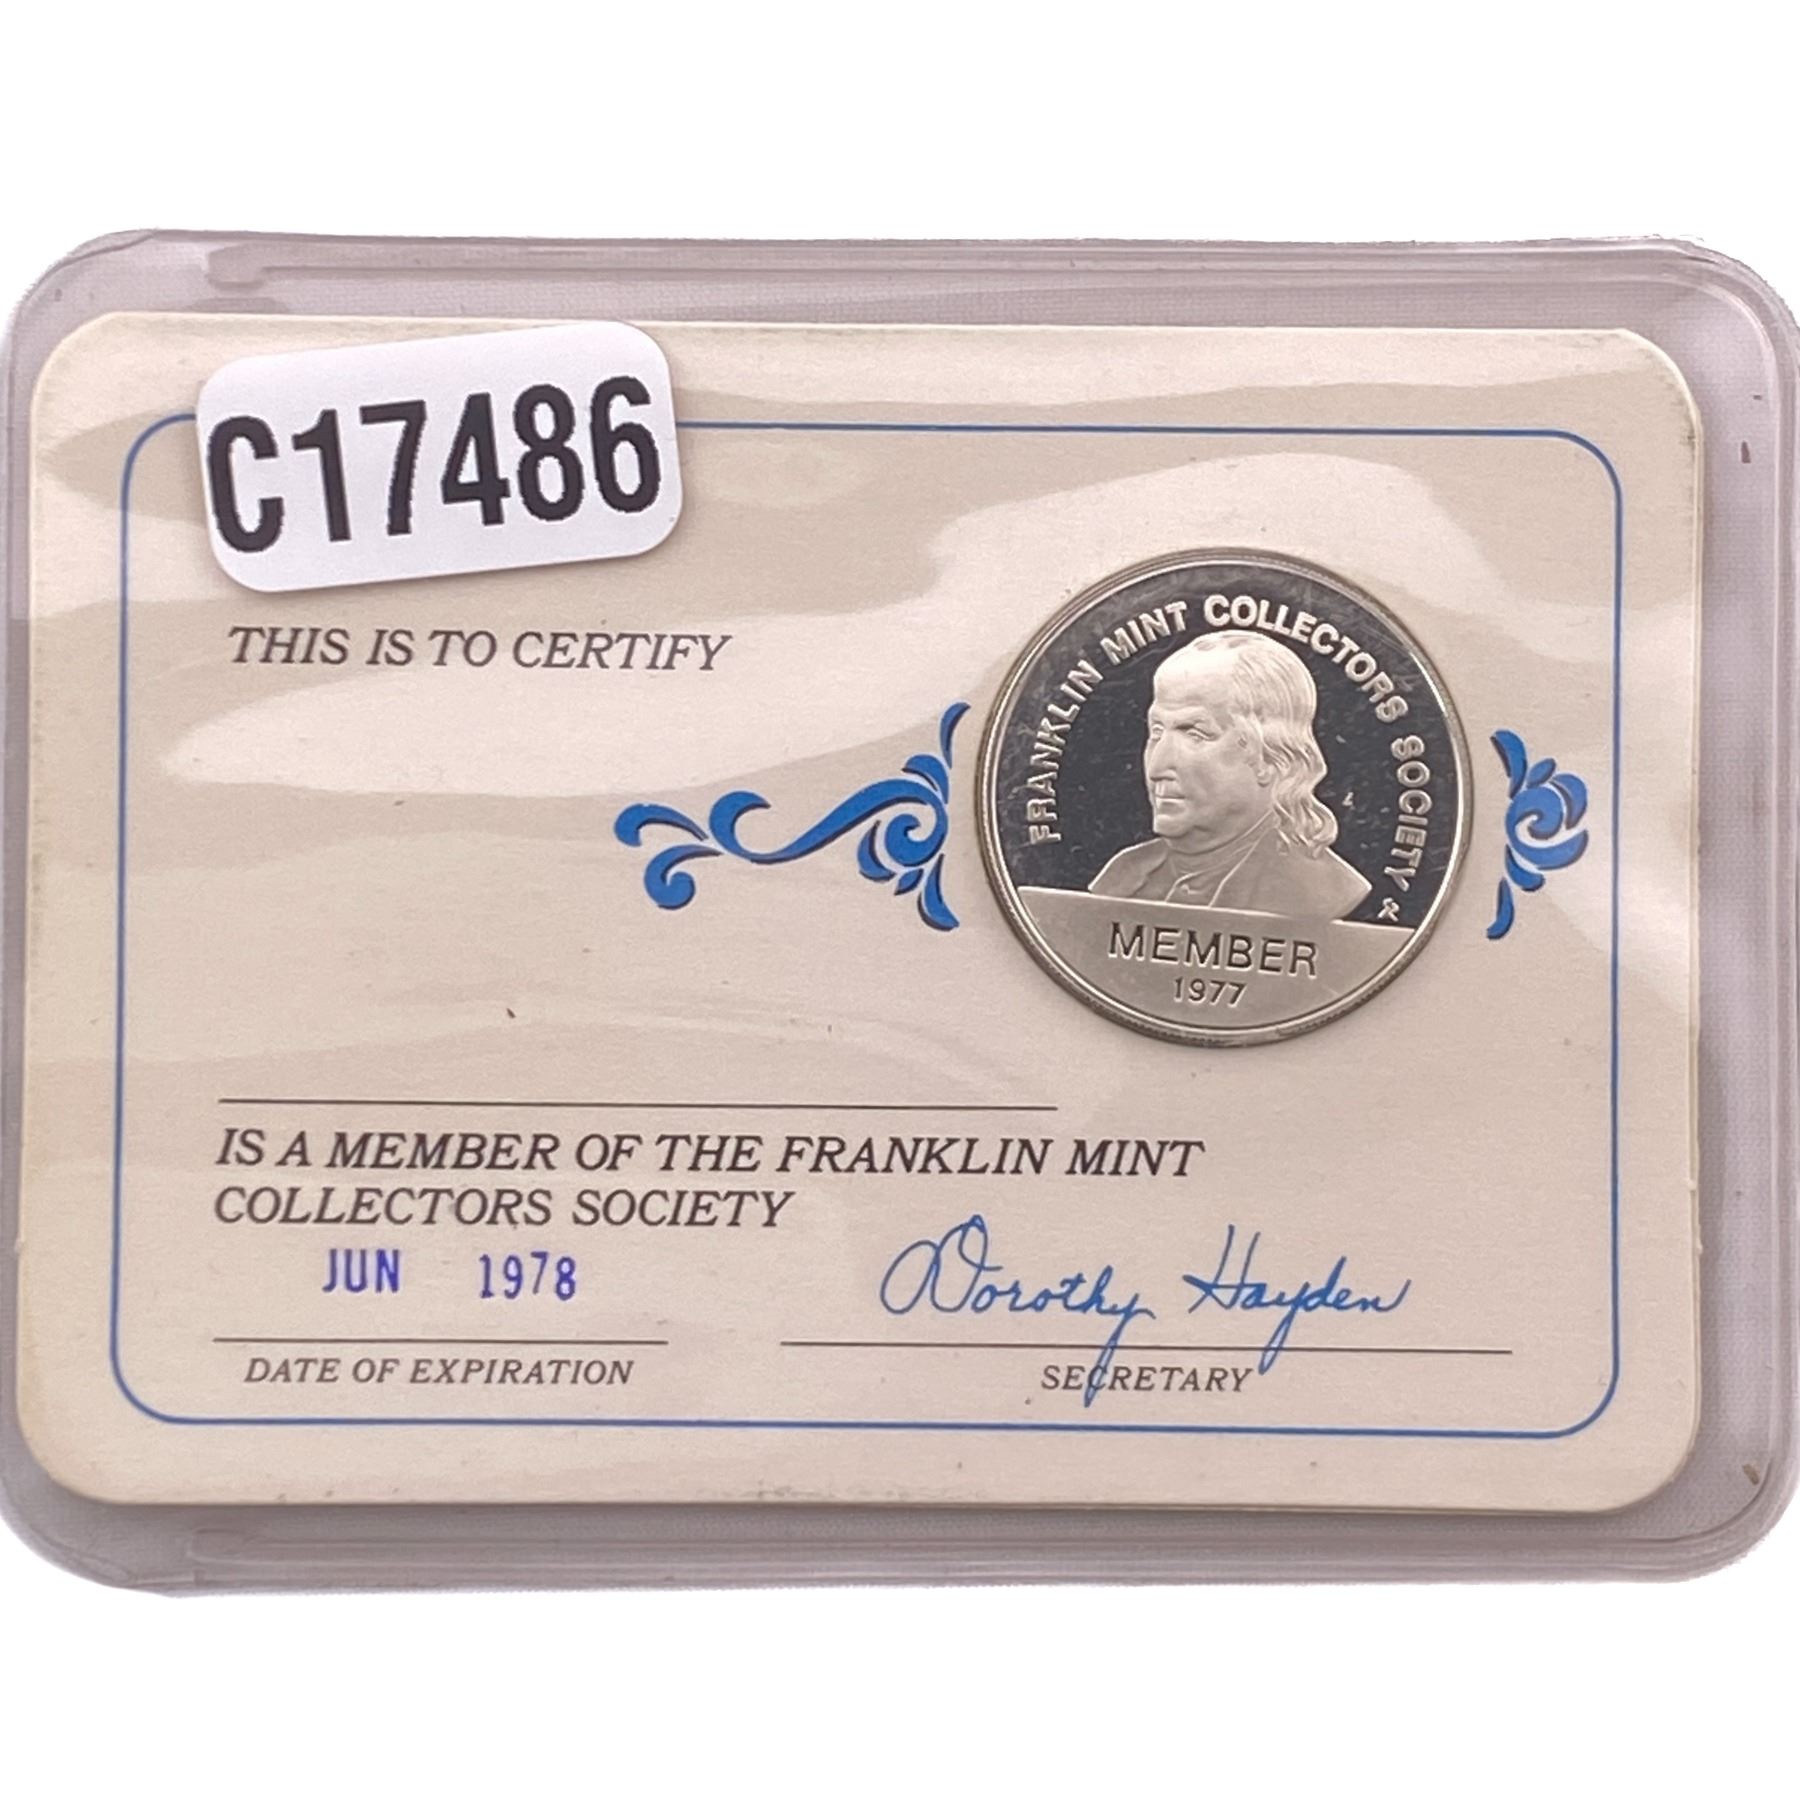 C17486
THIS IS TO CERTIFY
FRANKLIN MINT COLLECTORS SOCIETY
MEMBER
1977
IS A MEMBER OF THE FRANKLIN MINT
COLLECTORS SOCIETY
JUN 1978
Dorothy Hayden
DATE OF EXPIRATION
SECRETARY